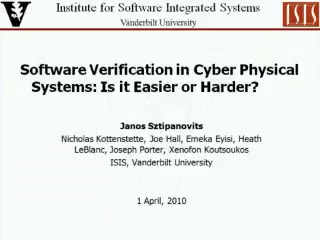 Institute for Software Integrated Systems
Vanderbilt University
ISIS
Software Verification in Cyber Physical
Systems: Is it Easier or Harder?
Janos Sztipanovits
Nicholas Kottenstette, Joe Hall, Emeka Eyisi, Heath
LeBlanc, Joseph Porter, Xenofon Koutsoukos
ISIS, Vanderbilt University
1 April, 2010